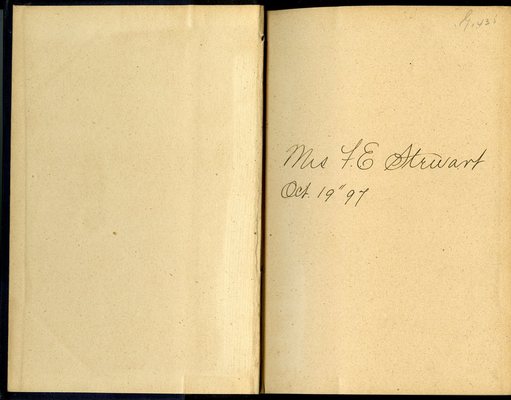 Mrs F.E Stewart
Oct. 19" 97